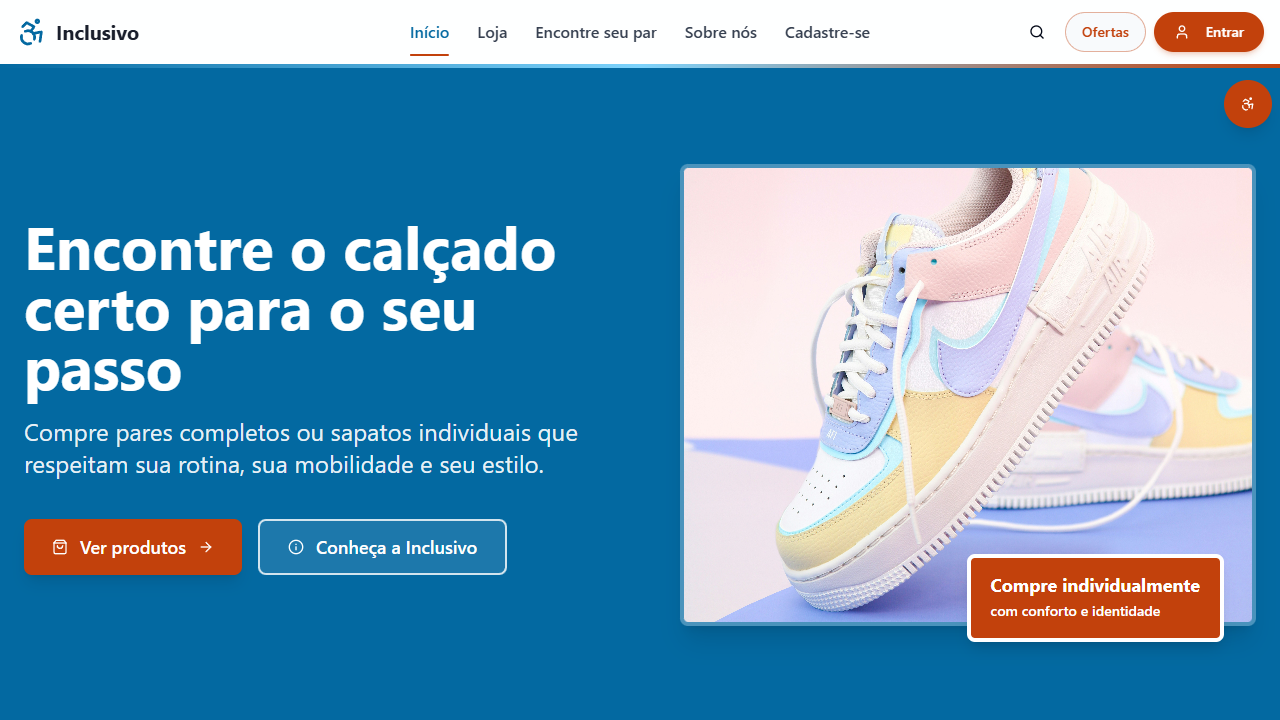 Inclusivo
Início
Loja
Encontre seu par
Sobre nós
Cadastre-se
Ofertas
Entrar
Encontre o calçado
certo para o seu
passo
Compre pares completos ou sapatos individuais que
respeitam sua rotina, sua mobilidade e seu estilo.
Ver produtos
Conheça a Inclusivo
AIR
Compre individualmente
com conforto e identidade